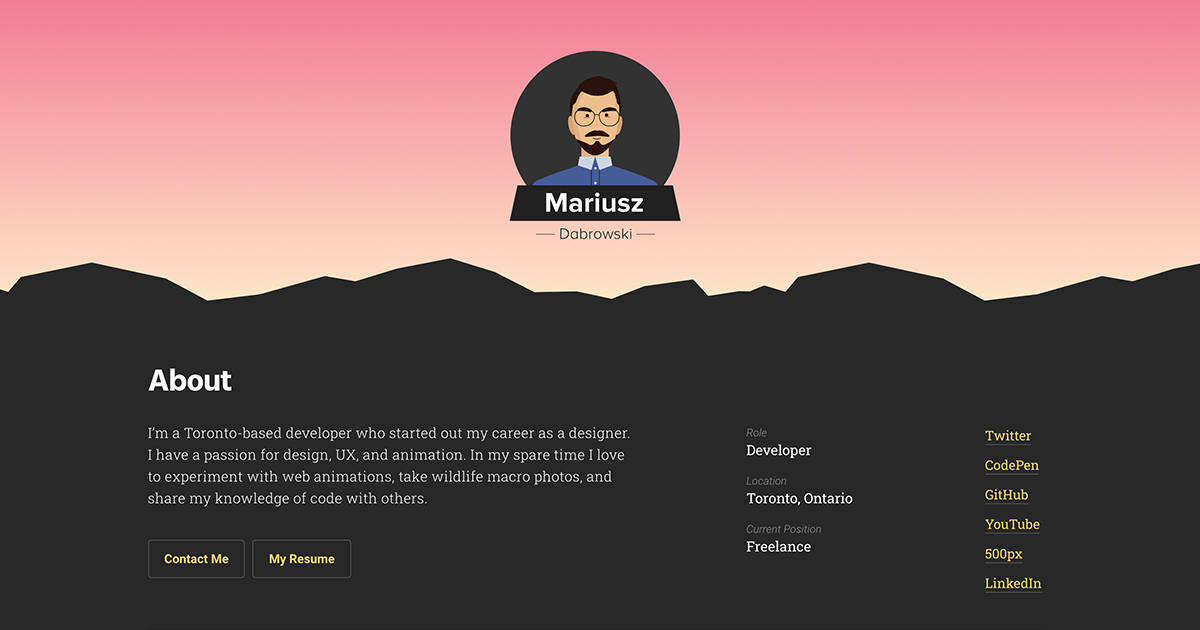 Mariusz
Dabrowski
About
I'm a Toronto-based developer who started out my career as a designer.
I have a passion for design, UX, and animation. In my spare time I love
to experiment with web animations, take wildlife macro photos, and
share my knowledge of code with others.
Contact Me
My Resume
Role
Developer
Location
Toronto, Ontario
Current Position
Freelance
Twitter
CodePen
GitHub
YouTube
500px
LinkedIn